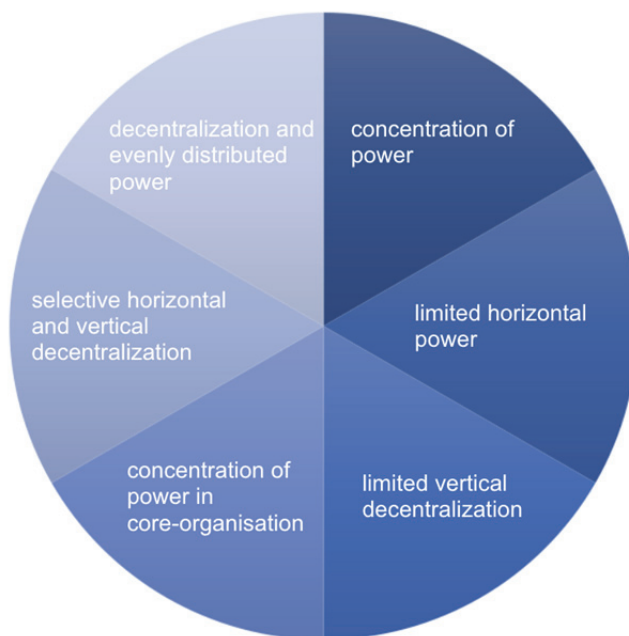 concentration of
power
limited horizontal
power
limited vertical
decentralization
concentration of
power in
core-organisation
selective horizontal
and vertical
decentralization
decentralization and
evenly distributed
power